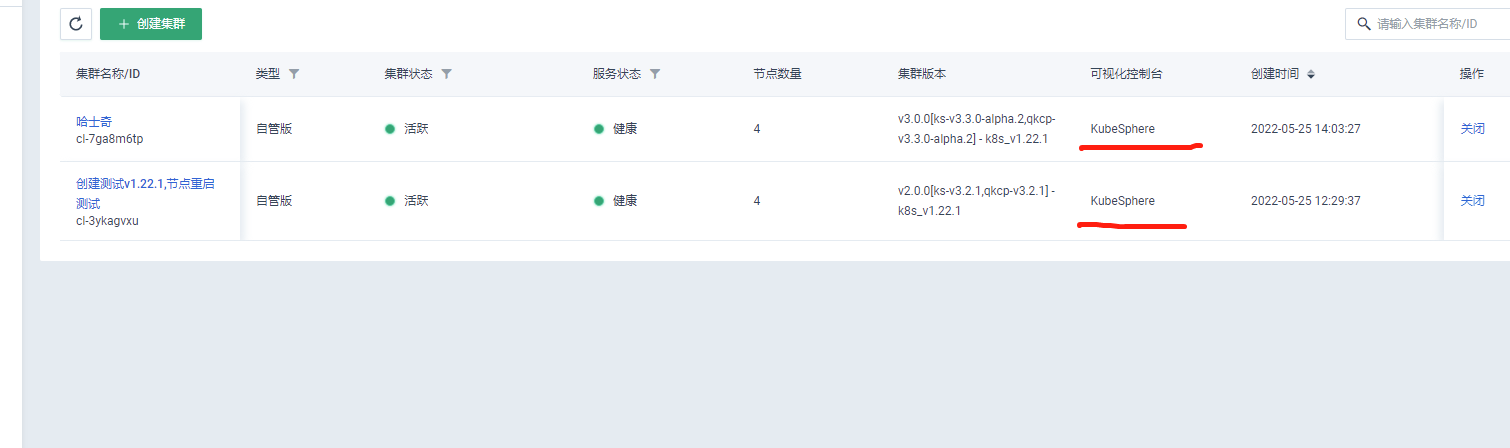 创建集群
请输入集群名称/ID
集群名称/ID 类型 集群状态 服务状态 节点数量 集群版本 可视化控制台 创建时间 操作
哈士奇
cl-7ga8m6tp
自管版
活跃
健康
4
v3.0.0[ks-v3.3.0-alpha.2,qkcp-
v3.3.0-alpha.2] - k8s_v1.22.1
KubeSphere
2022-05-25 14:03:27
关闭
创建测试v1.22.1,节点重启
测试
cl-3ykagvxu
自管版
活跃
健康
4
v2.0.0[ks-v3.2.1,qkcp-v3.2.1] -
k8s_v1.22.1
KubeSphere
2022-05-25 12:29:37
关闭